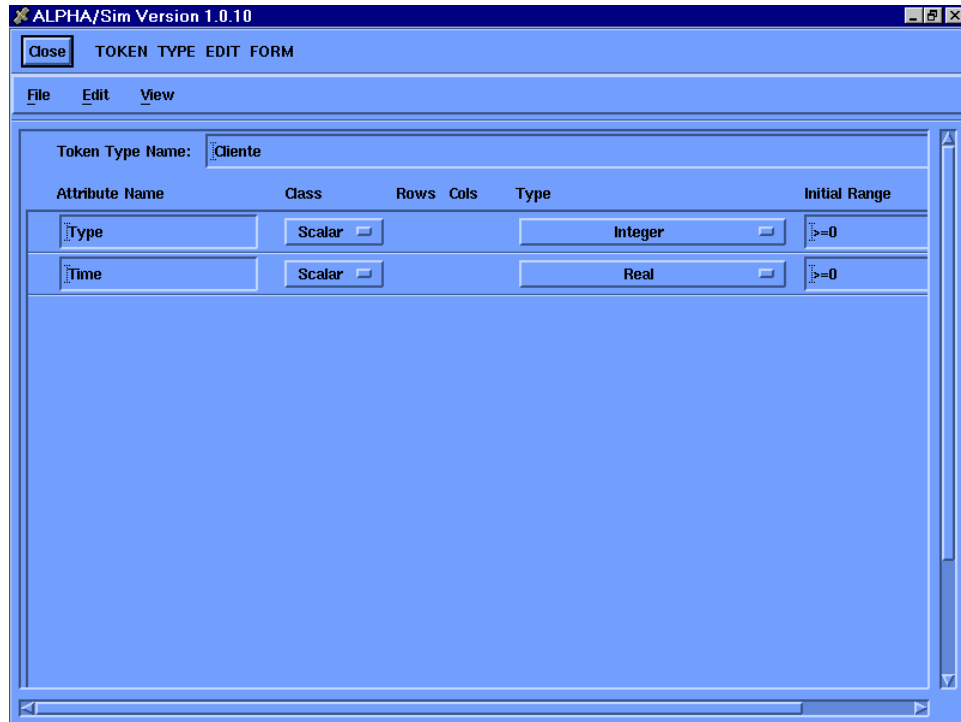 ALPHA/Sim Version 1.0.10
Close TOKEN TYPE EDIT FORM
File Edit View
Token Type Name: Cliente
Attribute Name Class Rows Cols Type Initial Range
Type Scalar Integer >=0
Time Scalar Real >=0